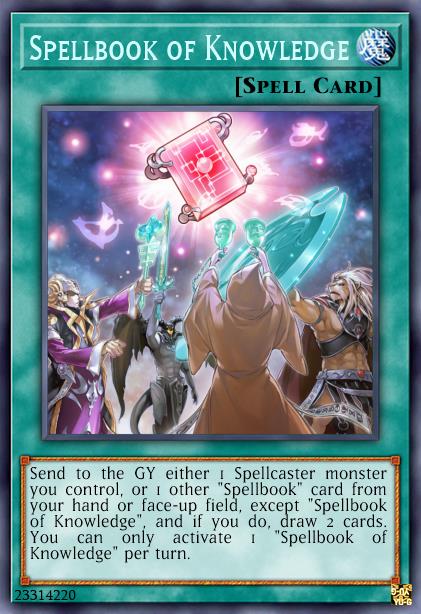 Spellbook of Knowledge
魔
[Spell Card]
Send to the GY either 1 Spellcaster monster
you control, or 1 other "Spellbook" card from
your hand or face-up field, except "Spellbook
of Knowledge", and if you do, draw 2 cards.
You can only activate 1 "Spellbook of
Knowledge" per turn.
23314220